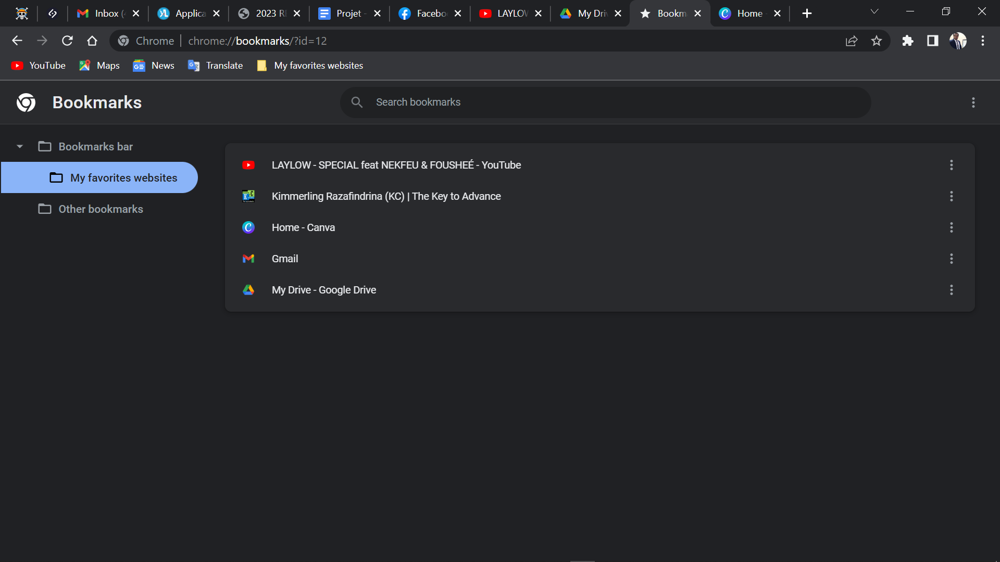 Inbox (
Applica
2023 R
Projet -
Facebo
LAYLOW
My Driv
Bookm
Home -
Chrome | chrome://bookmarks/?id=12
YouTube Maps News Translate My favorites websites
Bookmarks
Search bookmarks
Bookmarks bar
My favorites websites
Other bookmarks
LAYLOW - SPECIAL feat NEKFEU & FOUSHEÉ - YouTube
Kimmerling Razafindrina (KC) | The Key to Advance
Home - Canva
Gmail
My Drive - Google Drive